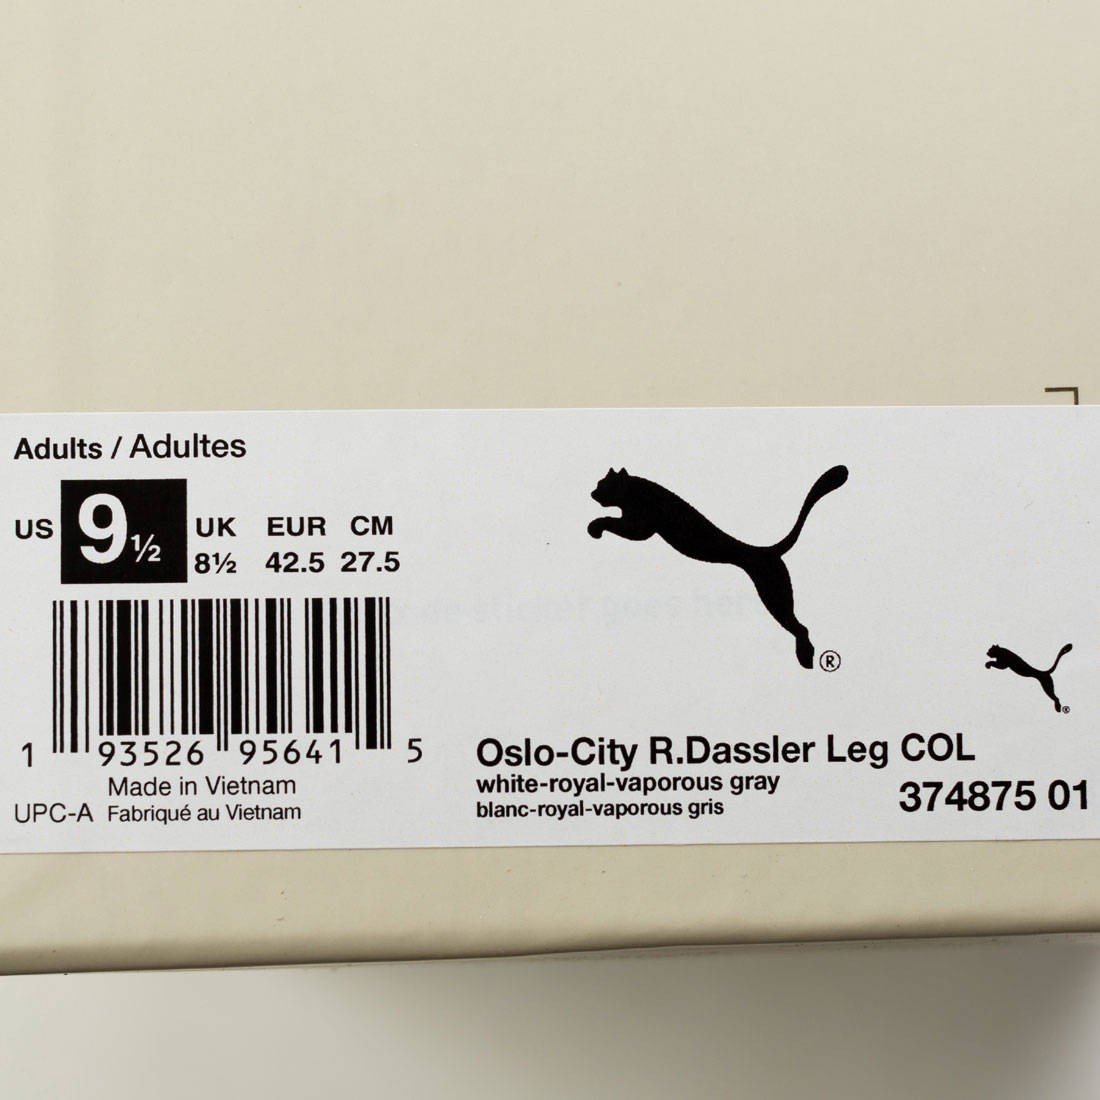 Adults / Adultes
US 9½ UK 8½ EUR 42.5 CM 27.5
1 93526 95641 5
Made in Vietnam
UPC-A Fabriqué au Vietnam
®
®
Oslo-City R.Dassler Leg COL
white-royal-vaporous gray
blanc-royal-vaporous gris
374875 01